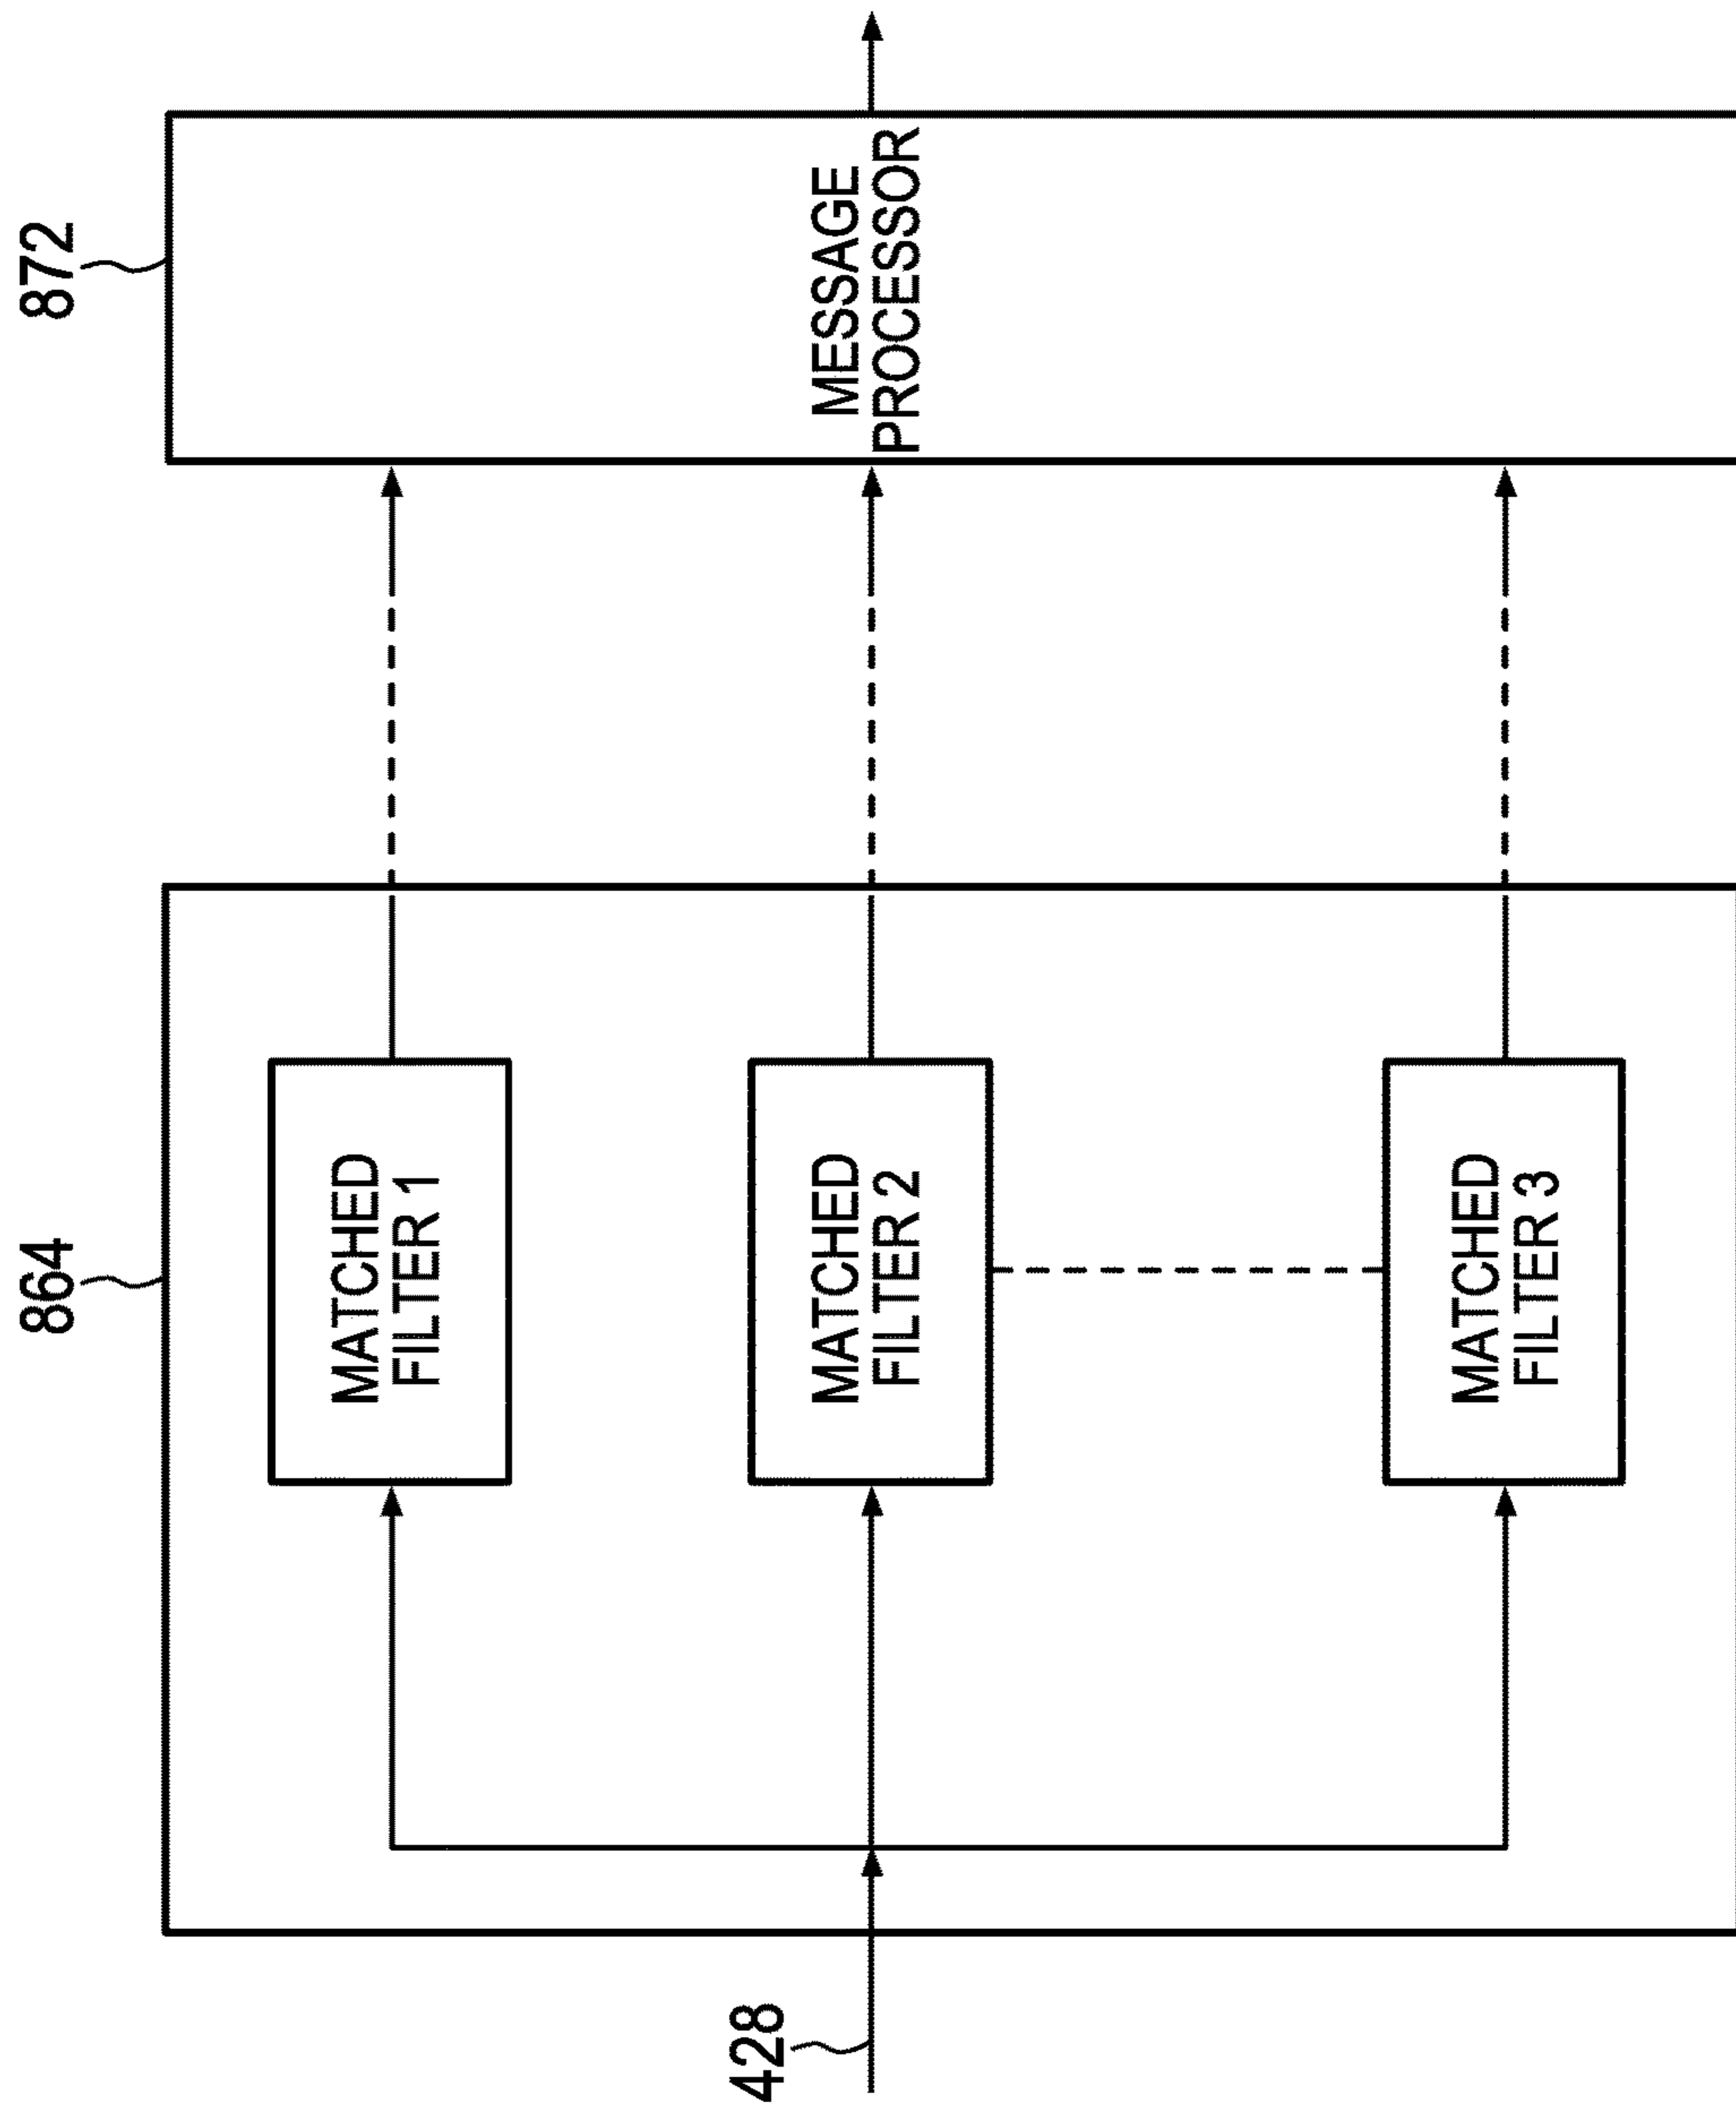 864
872
428
MATCHED
FILTER 1
MATCHED
FILTER 2
MATCHED
FILTER 3
MESSAGE
PROCESSOR